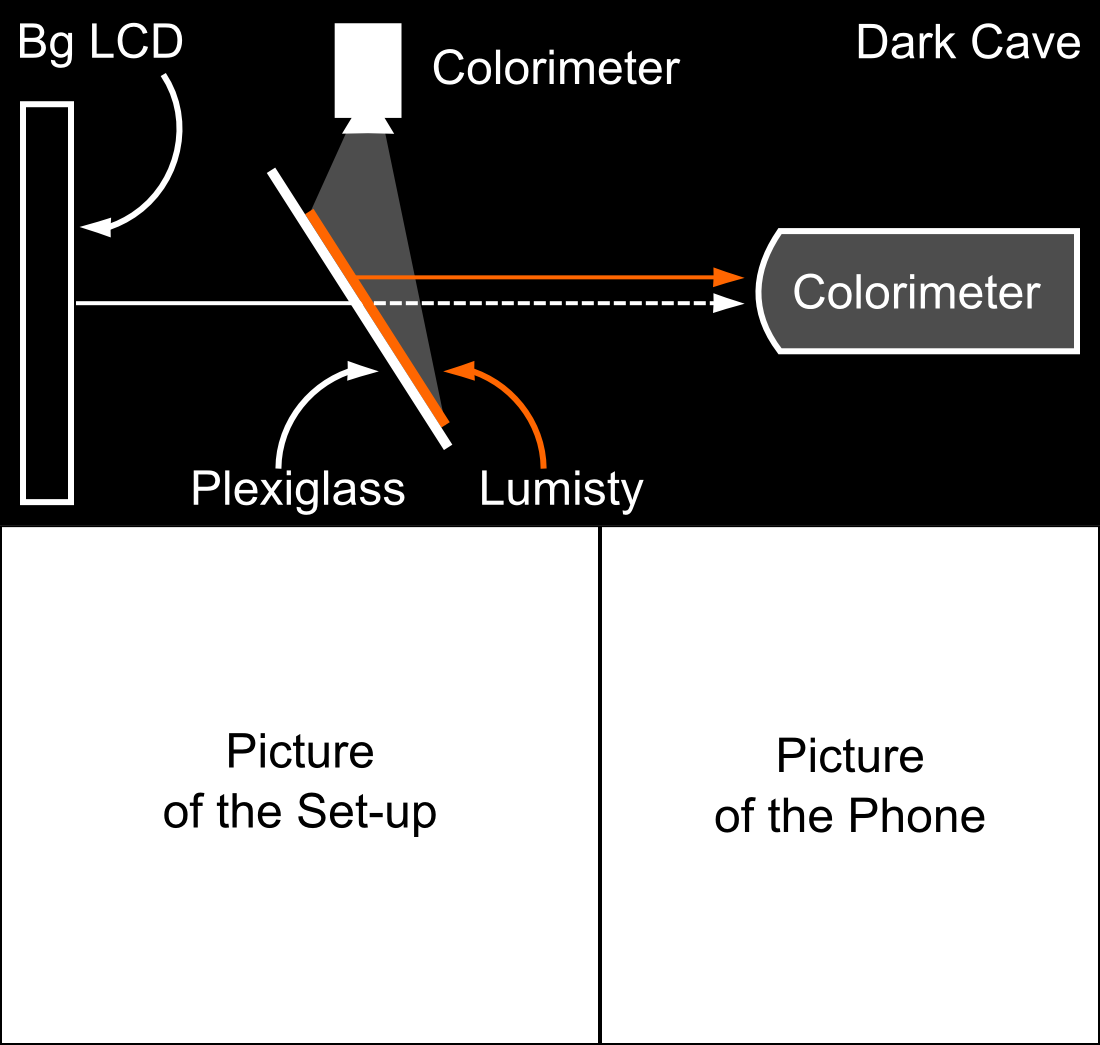 Bg LCD
Colorimeter
Dark Cave
Colorimeter
Plexiglass
Lumisty
Picture
of the Set-up
Picture
of the Phone